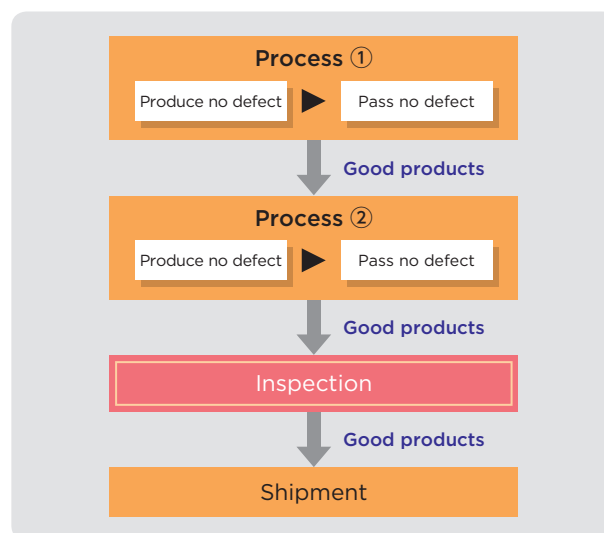 Process ①
Produce no defect
Pass no defect
Good products
Process ②
Produce no defect
Pass no defect
Good products
Inspection
Good products
Shipment